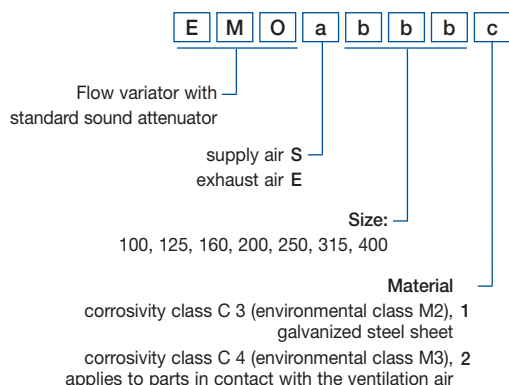 E M O a b b b c
Flow variator with
standard sound attenuator
supply air S
exhaust air E
Size:
100, 125, 160, 200, 250, 315, 400
Material
corrosivity class C 3 (environmental class M2), 1
galvanized steel sheet
corrosivity class C 4 (environmental class M3), 2
applies to parts in contact with the ventilation air